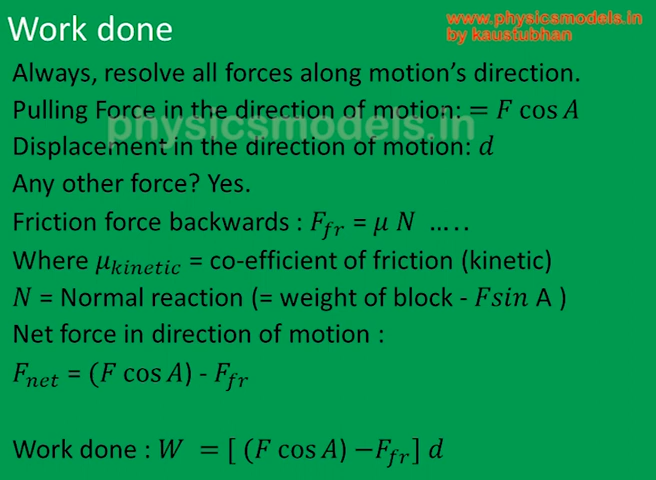 Work done
www.physicsmodels.in
by kaustubhan
Always, resolve all forces along motion’s direction.
Pulling Force in the direction of motion: = F cos A
physicsmodels.in
Displacement in the direction of motion: d
Any other force? Yes.
Friction force backwards : F_fr = μ N …..
Where μ_kinetic = co-efficient of friction (kinetic)
N = Normal reaction (= weight of block - Fsin A )
Net force in direction of motion :
F_net = (F cos A) - F_fr
Work done : W = [ (F cos A) −F_fr] d